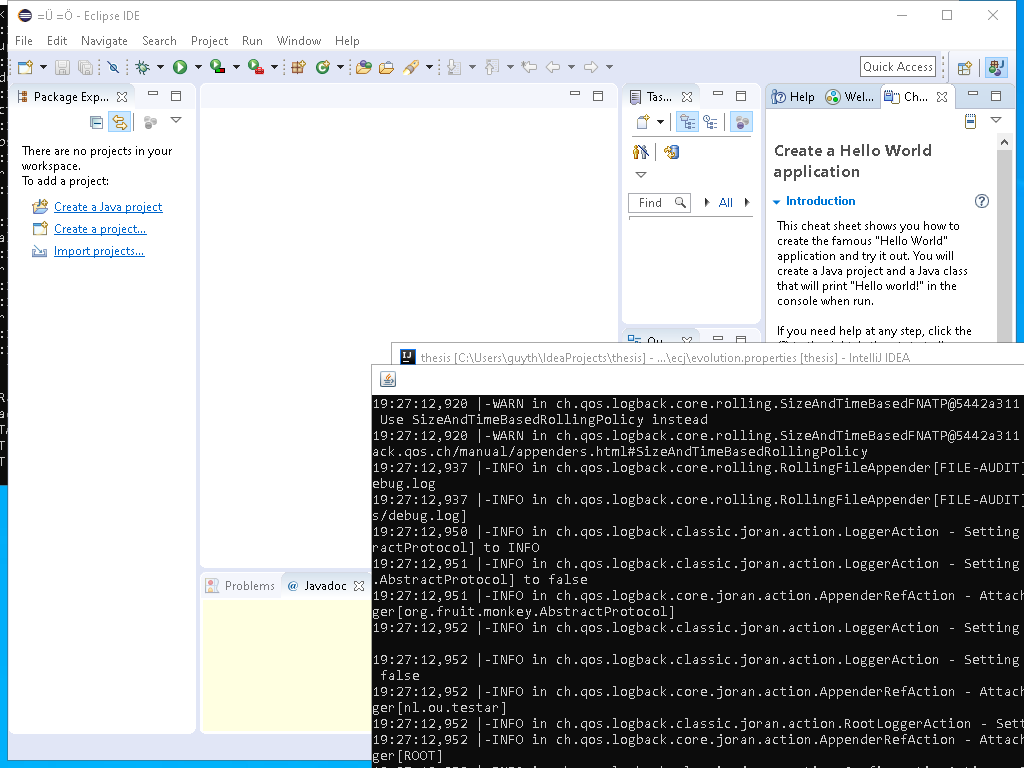 =Ü =Ö - Eclipse IDE
File Edit Navigate Search Project Run Window Help
Quick Access
Package Exp...
Tas...
Help
Wel...
Ch...
There are no projects in your
workspace.
To add a project:
Create a Java project
Create a project...
Import projects...
Find
All
Create a Hello World
application
Introduction
This cheat sheet shows you how to
create the famous "Hello World"
application and try it out. You will
create a Java project and a Java class
that will print "Hello world!" in the
console when run.
If you need help at any step, click the
thesis [C:\Users\guyth\IdeaProjects\thesis] - ...\ecj\evolution.properties [thesis] - IntelliJ IDEA
Problems
@ Javadoc
19:27:12,920 |-WARN in ch.qos.logback.core.rolling.SizeAndTimeBasedFNATP@5442a311
Use SizeAndTimeBasedRollingPolicy instead
19:27:12,920 |-WARN in ch.qos.logback.core.rolling.SizeAndTimeBasedFNATP@5442a311
ack.qos.ch/manual/appenders.html#SizeAndTimeBasedRollingPolicy
19:27:12,937 |-INFO in ch.qos.logback.core.rolling.RollingFileAppender[FILE-AUDIT]
ebug.log
19:27:12,937 |-INFO in ch.qos.logback.core.rolling.RollingFileAppender[FILE-AUDIT]
s/debug.log]
19:27:12,950 |-INFO in ch.qos.logback.classic.joran.action.LoggerAction - Setting
ractProtocol] to INFO
19:27:12,951 |-INFO in ch.qos.logback.classic.joran.action.LoggerAction - Setting
.AbstractProtocol] to false
19:27:12,951 |-INFO in ch.qos.logback.core.joran.action.AppenderRefAction - Attach
ger[org.fruit.monkey.AbstractProtocol]
19:27:12,952 |-INFO in ch.qos.logback.classic.joran.action.LoggerAction - Setting
19:27:12,952 |-INFO in ch.qos.logback.classic.joran.action.LoggerAction - Setting
false
19:27:12,952 |-INFO in ch.qos.logback.core.joran.action.AppenderRefAction - Attach
ger[nl.ou.testar]
19:27:12,952 |-INFO in ch.qos.logback.classic.joran.action.RootLoggerAction - Sett
19:27:12,952 |-INFO in ch.qos.logback.core.joran.action.AppenderRefAction - Attach
ger[ROOT]